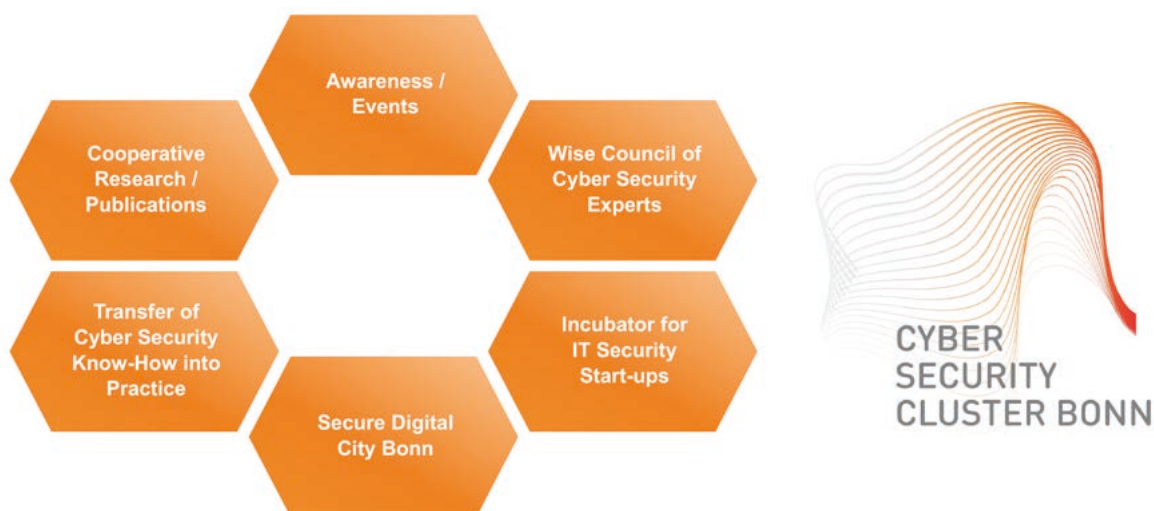 Awareness /
Events
Cooperative
Research /
Publications
Wise Council of
Cyber Security
Experts
Transfer of
Cyber Security
Know-How into
Practice
Incubator for
IT Security
Start-ups
Secure Digital
City Bonn
CYBER
SECURITY
CLUSTER BONN